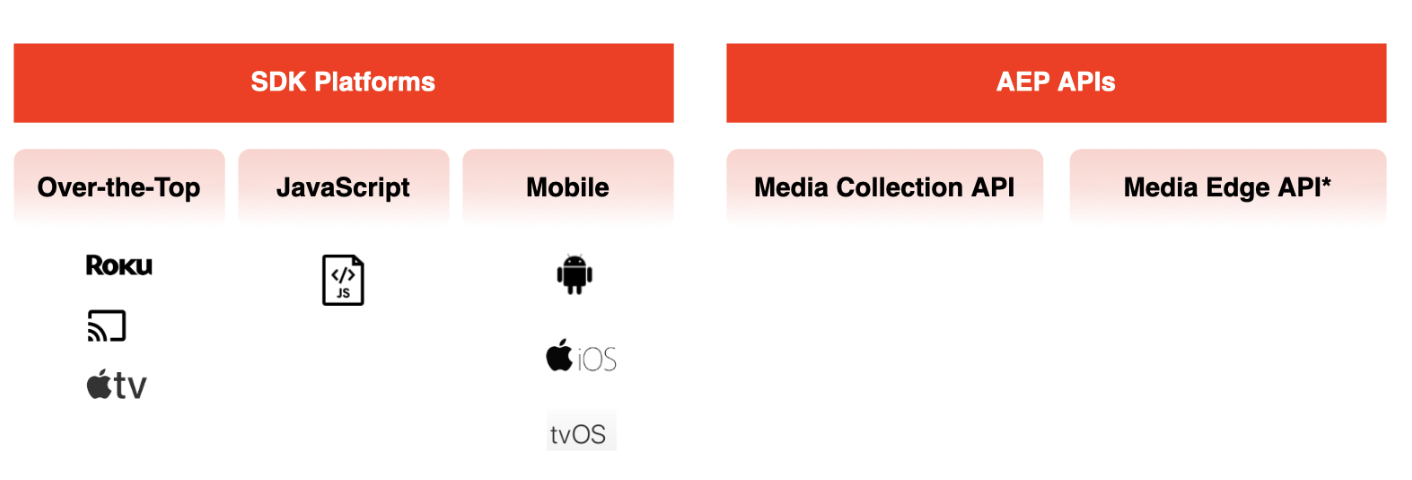 SDK Platforms
AEP APIs
Over-the-Top
JavaScript
Mobile
Media Collection API
Media Edge API*
ROKU
</>
JS
tv
iOS
tvOS